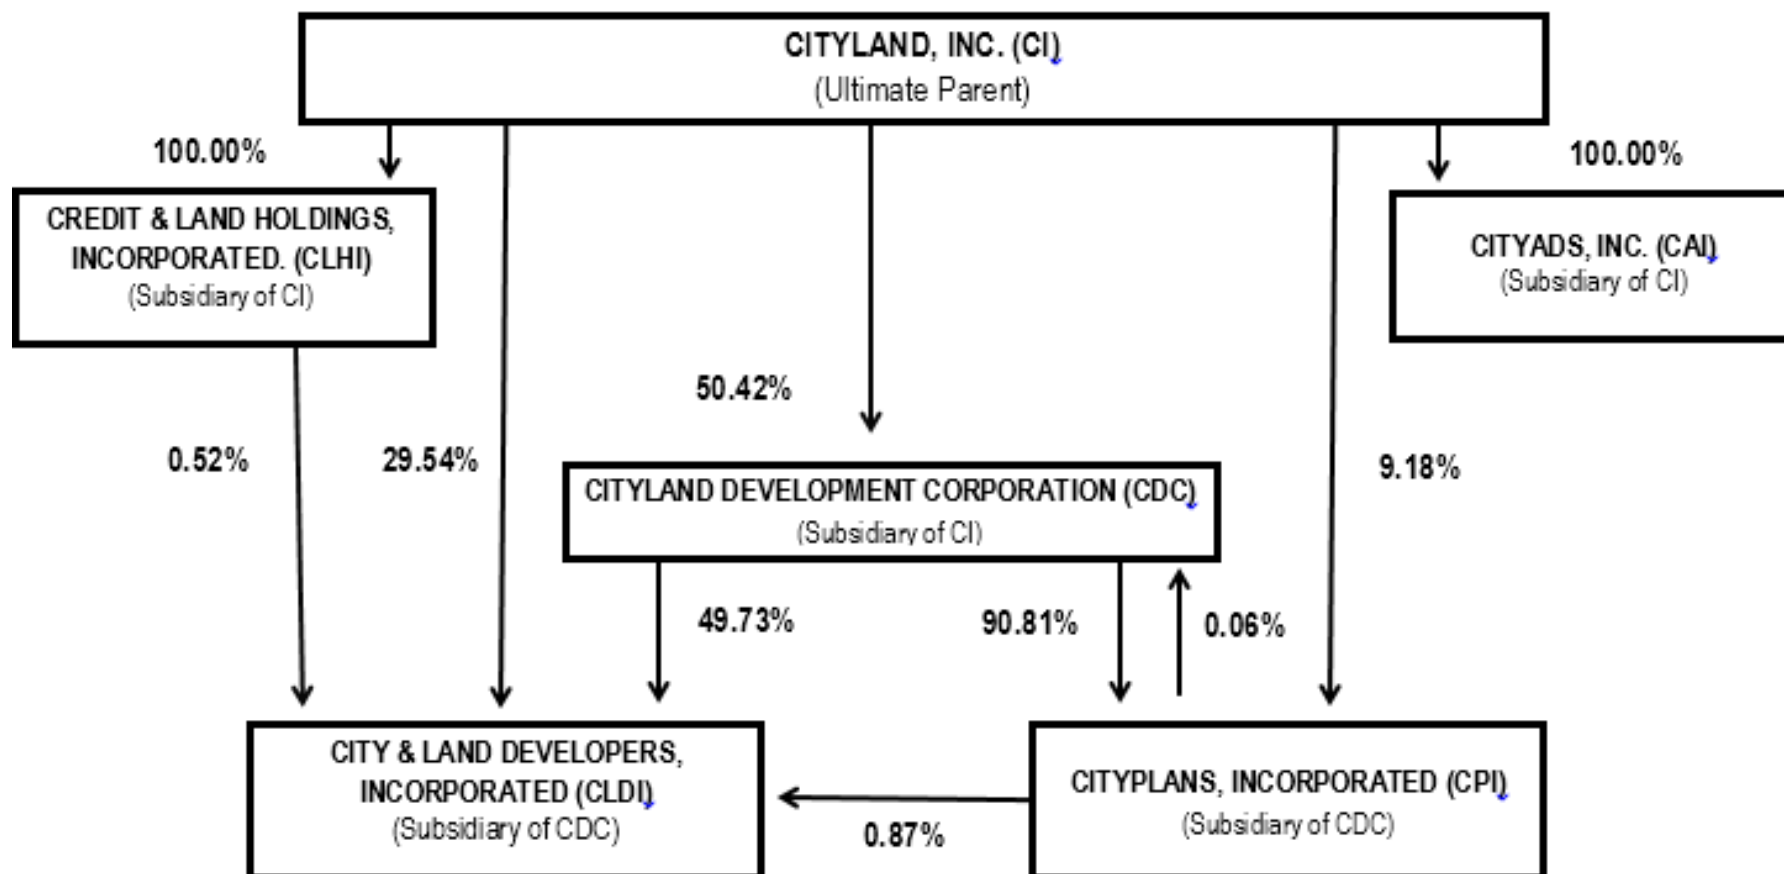 CITYLAND, INC. (CI)
(Ultimate Parent)
100.00%
100.00%
CREDIT & LAND HOLDINGS,
INCORPORATED. (CLHI)
(Subsidiary of CI)
CITYADS, INC. (CAI)
(Subsidiary of CI)
50.42%
0.52%
29.54%
9.18%
CITYLAND DEVELOPMENT CORPORATION (CDC)
(Subsidiary of CI)
49.73%
90.81%
0.06%
CITY & LAND DEVELOPERS,
INCORPORATED (CLDI)
(Subsidiary of CDC)
0.87%
CITYPLANS, INCORPORATED (CPI)
(Subsidiary of CDC)